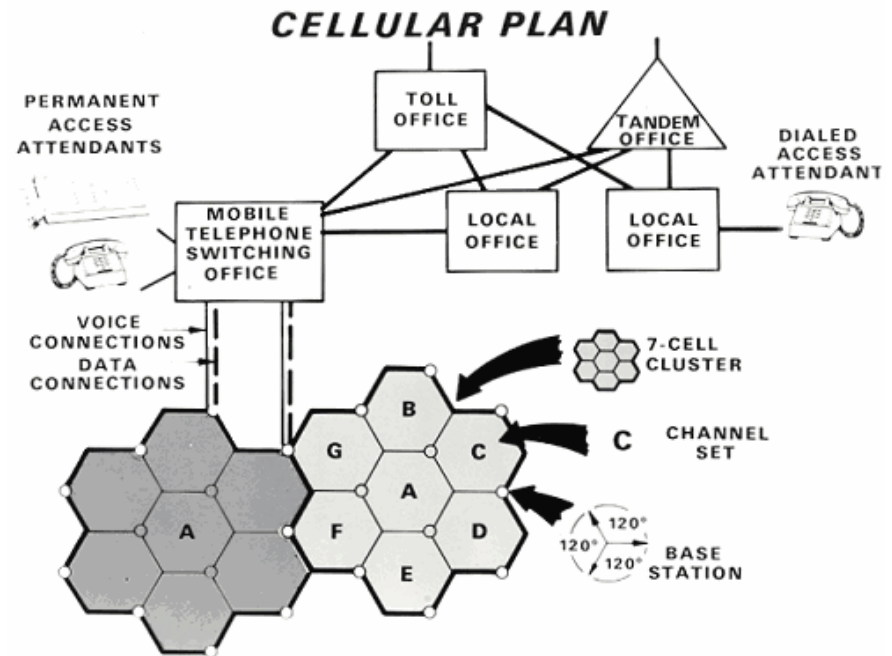 CELLULAR PLAN
PERMANENT
ACCESS
ATTENDANTS
TOLL
OFFICE
TANDEM
OFFICE
DIALED
ACCESS
ATTENDANT
MOBILE
TELEPHONE
SWITCHING
OFFICE
LOCAL
OFFICE
LOCAL
OFFICE
VOICE
CONNECTIONS
DATA
CONNECTIONS
7-CELL
CLUSTER
B
G
C
A
F
D
E
A
C
CHANNEL
SET
120°
120°
120°
BASE
STATION